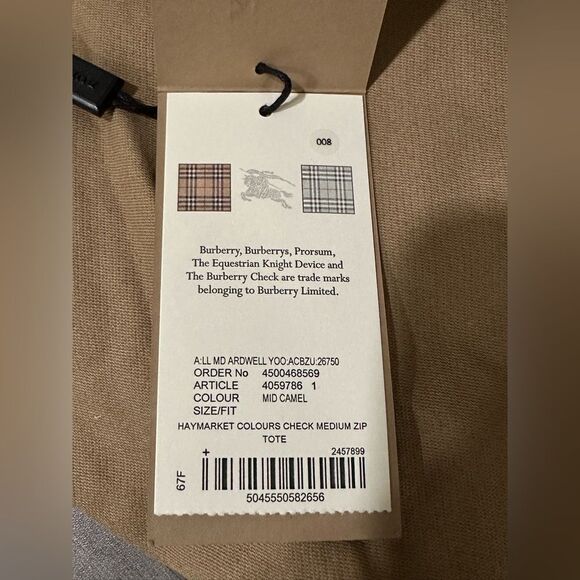 008
Burberry, Burberrys, Prorsum,
The Equestrian Knight Device and
The Burberry Check are trade marks
belonging to Burberry Limited.
A:LL MD ARDWELL YOO:ACBZU:26750
ORDER No 4500468569
ARTICLE 4059786 1
COLOUR MID CAMEL
SIZE/FIT
HAYMARKET COLOURS CHECK MEDIUM ZIP
TOTE
+ 2457899
67F
5045550582656